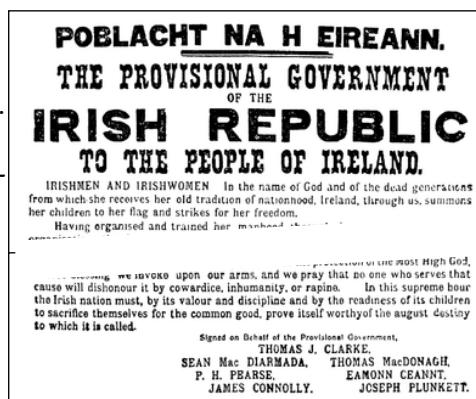 POBLACHT NA H EIREANN.
THE PROVISIONAL GOVERNMENT
OF THE
IRISH REPUBLIC
TO THE PEOPLE OF IRELAND.
IRISHMEN AND IRISHWOMEN In the name of God and of the dead generations
from which she receives her old tradition of nationhood, Ireland, through us, summons
her children to her flag and strikes for her freedom.
Having organised and trained her manhood
of the Most High God,
we invoke upon our arms, and we pray that no one who serves that
cause will dishonour it by cowardice, inhumanity, or rapine. In this supreme hour
the Irish nation must, by its valour and discipline and by the readiness of its children
to sacrifice themselves for the common good, prove itself worthy of the august destiny
to which it is called.
Signed on Behalf of the Provisional Government,
THOMAS J. CLARKE,
SEAN Mac DIARMADA, THOMAS MacDONAGH,
P. H. PEARSE, EAMONN CEANNT,
JAMES CONNOLLY. JOSEPH PLUNKETT.